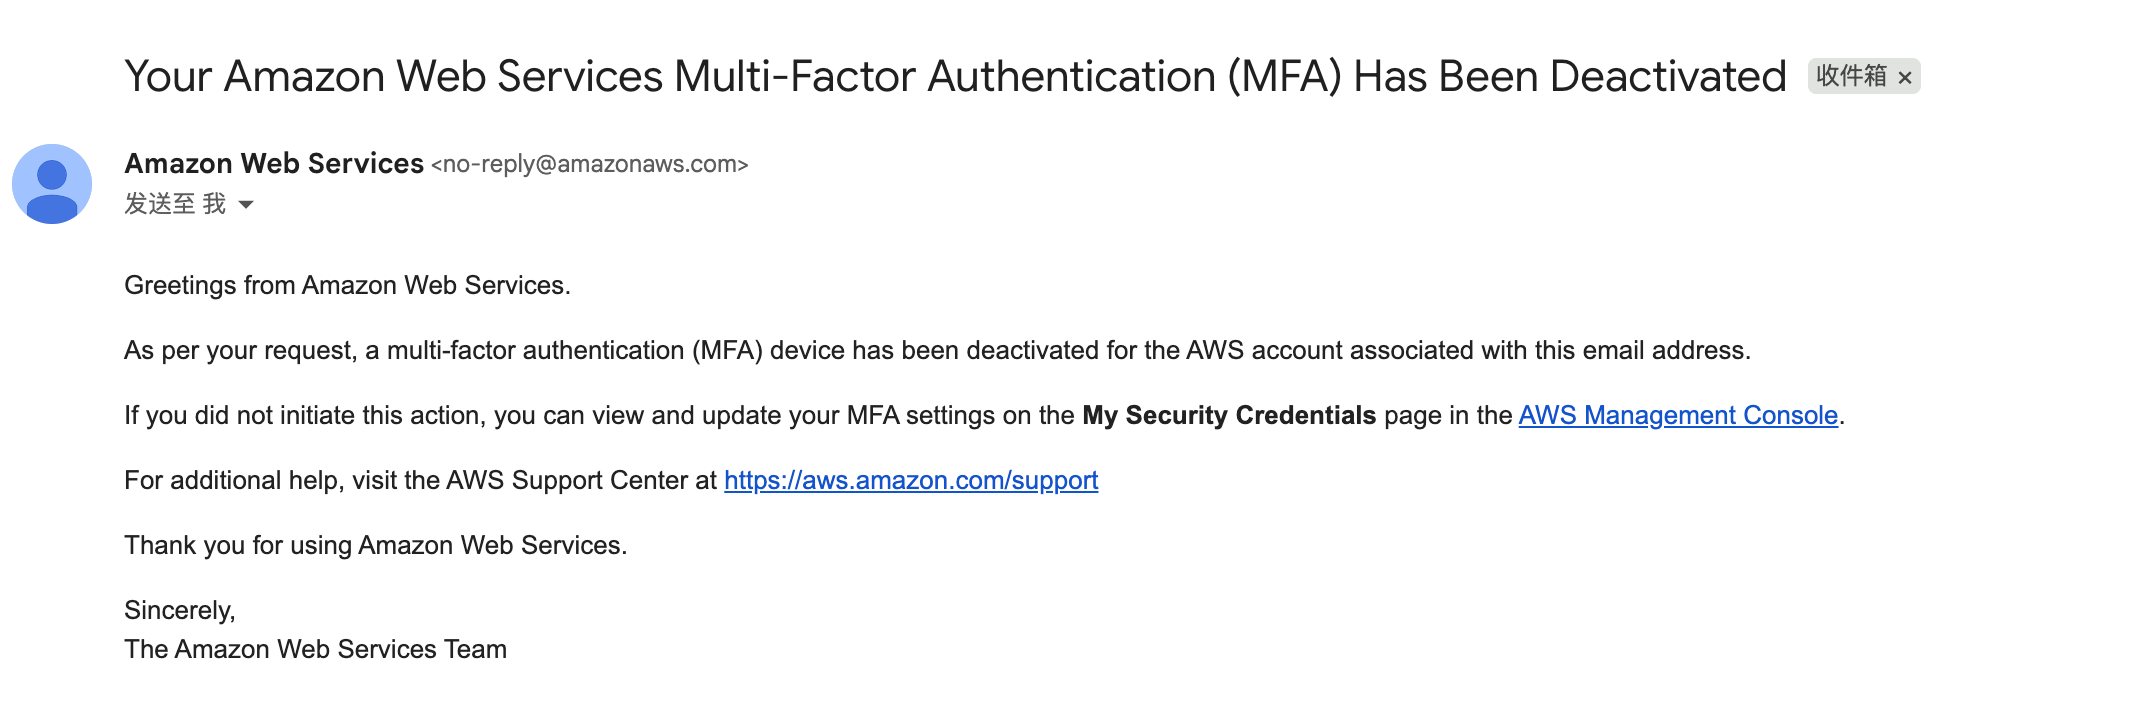 Your Amazon Web Services Multi-Factor Authentication (MFA) Has Been Deactivated 收件箱 ×
Amazon Web Services <no-reply@amazonaws.com>
发送至 我
Greetings from Amazon Web Services.
As per your request, a multi-factor authentication (MFA) device has been deactivated for the AWS account associated with this email address.
If you did not initiate this action, you can view and update your MFA settings on the My Security Credentials page in the AWS Management Console.
For additional help, visit the AWS Support Center at https://aws.amazon.com/support
Thank you for using Amazon Web Services.
Sincerely,
The Amazon Web Services Team